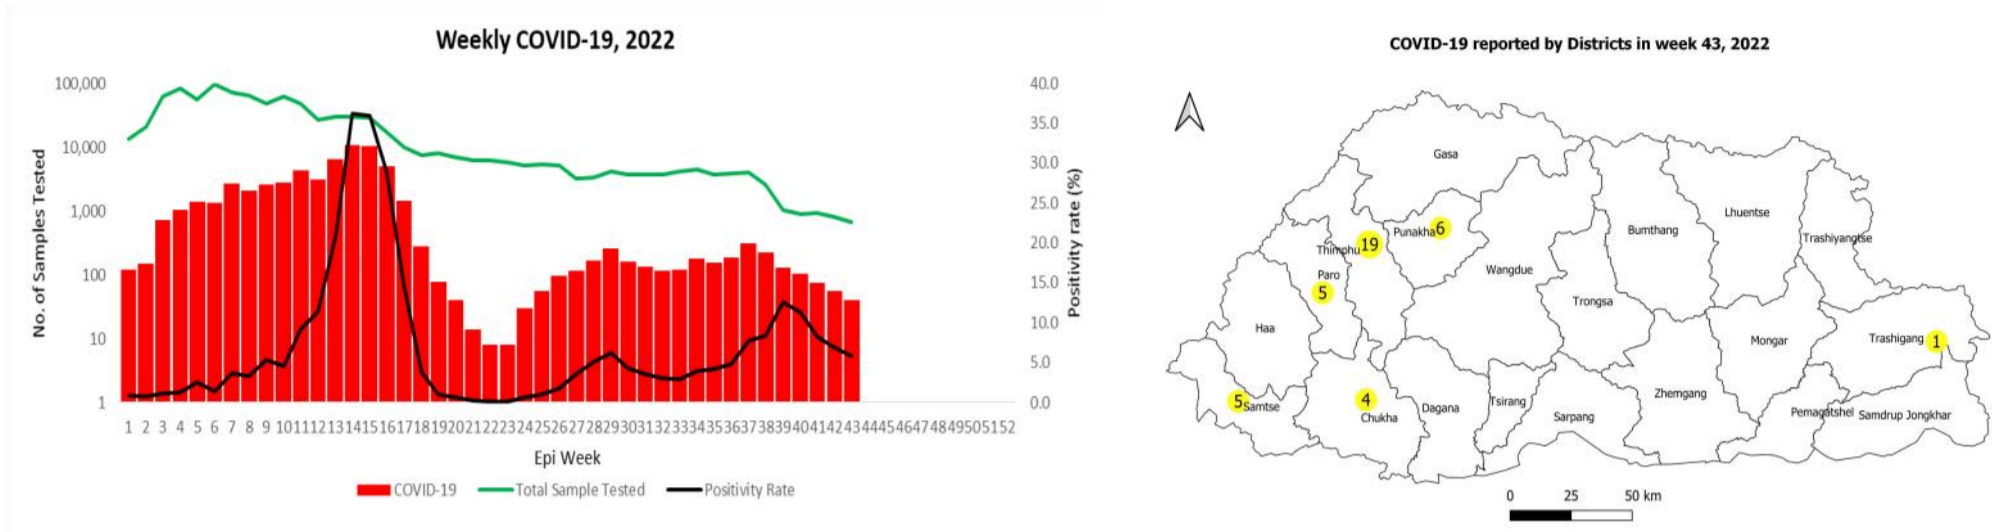 Weekly COVID-19, 2022
No. of Samples Tested
100,000
10,000
1,000
100
10
1
40.0
35.0
30.0
25.0
20.0
15.0
10.0
5.0
0.0
Positivity rate (%)
1 2 3 4 5 6 7 8 9 10 11 12 13 14 15 16 17 18 19 20 21 22 23 24 25 26 27 28 29 30 31 32 33 34 35 36 37 38 39 40 41 42 43 44 45 46 47 48 49 50 51 52
Epi Week
COVID-19 Total Sample Tested Positivity Rate
COVID-19 reported by Districts in week 43, 2022
Gasa
Lhuentse
Punakha 6
Bumthang
Trashiyangtse
Thimphu 19
Wangdue
Paro
5
Trongsa
Haa
Mongar
Trashigang 1
Zhemgang
5 Samtse
4
Chukha
Dagana
Tsirang
Sarpang
Pemagatshel
Samdrup Jongkhar
0 25 50 km